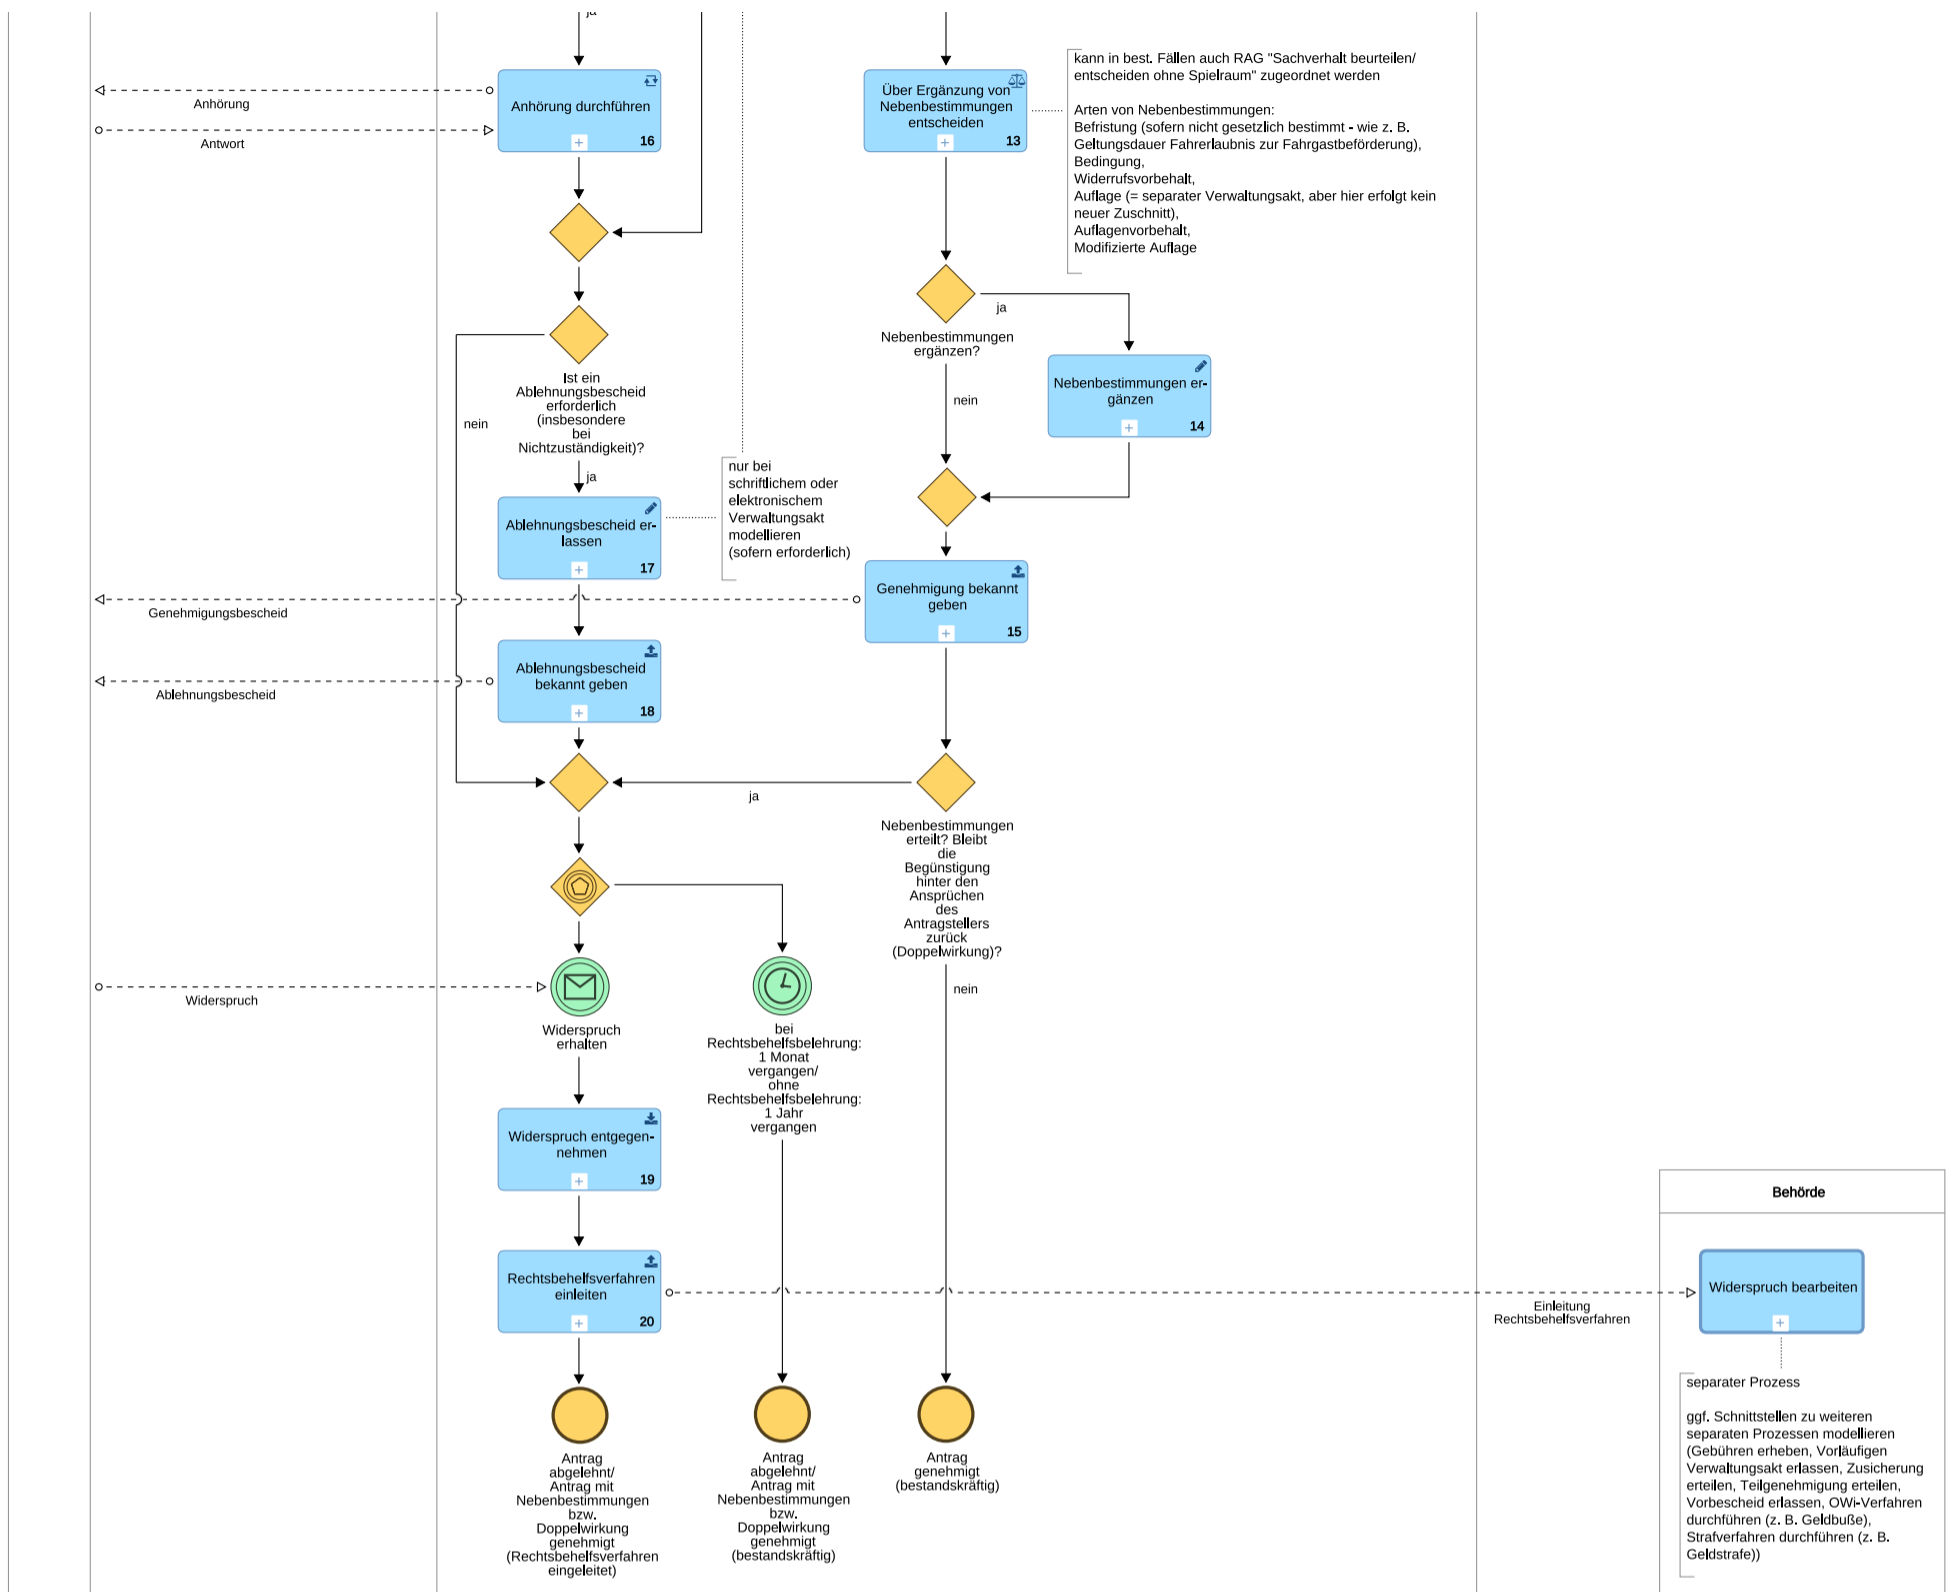 ja
Anhörung
Antwort
Anhörung durchführen
16
Über Ergänzung von
Nebenbestimmungen
entscheiden
13
kann in best. Fällen auch RAG "Sachverhalt beurteilen/
entscheiden ohne Spielraum" zugeordnet werden
Arten von Nebenbestimmungen:
Befristung (sofern nicht gesetzlich bestimmt - wie z. B.
Geltungsdauer Fahrerlaubnis zur Fahrgastbeförderung),
Bedingung,
Widerrufsvorbehalt,
Auflage (= separater Verwaltungsakt, aber hier erfolgt kein
neuer Zuschnitt),
Auflagenvorbehalt,
Modifizierte Auflage
ja
Nebenbestimmungen
ergänzen?
nein
Nebenbestimmungen er-
gänzen
14
Ist ein
Ablehnungsbescheid
erforderlich
(insbesondere
bei
Nichtzuständigkeit)?
nein
ja
nur bei
schriftlichem oder
elektronischem
Verwaltungsakt
modellieren
(sofern erforderlich)
Ablehnungsbescheid er-
lassen
17
Genehmigung bekannt
geben
15
Genehmigungsbescheid
Ablehnungsbescheid
bekannt geben
18
Ablehnungsbescheid
ja
Nebenbestimmungen
erteilt? Bleibt
die
Begünstigung
hinter den
Ansprüchen
des
Antragstellers
zurück
(Doppelwirkung)?
nein
Widerspruch
Widerspruch
erhalten
bei
Rechtsbehelfsbelehrung:
1 Monat
vergangen/
ohne
Rechtsbehelfsbelehrung:
1 Jahr
vergangen
Widerspruch entgegen-
nehmen
19
Rechtsbehelfsverfahren
einleiten
20
Einleitung
Rechtsbehelfsverfahren
Behörde
Widerspruch bearbeiten
separater Prozess
ggf. Schnittstellen zu weiteren
separaten Prozessen modellieren
(Gebühren erheben, Vorläufigen
Verwaltungsakt erlassen, Zusicherung
erteilen, Teilgenehmigung erteilen,
Vorbescheid erlassen, OWi-Verfahren
durchführen (z. B. Geldbuße),
Strafverfahren durchführen (z. B.
Geldstrafe))
Antrag
abgelehnt/
Antrag mit
Nebenbestimmungen
bzw.
Doppelwirkung
genehmigt
(Rechtsbehelfsverfahren
eingeleitet)
Antrag
abgelehnt/
Antrag mit
Nebenbestimmungen
bzw.
Doppelwirkung
genehmigt
(bestandskräftig)
Antrag
genehmigt
(bestandskräftig)